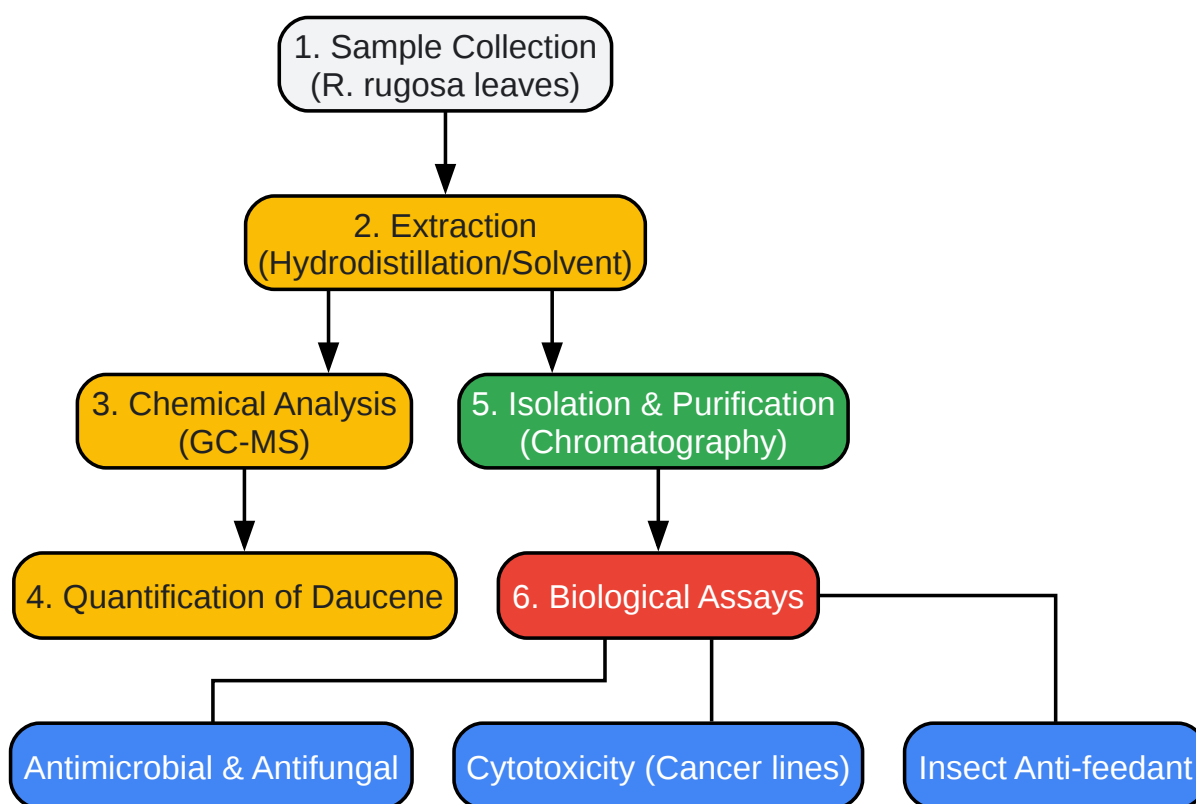 1. Sample Collection
(R. rugosa leaves)
2. Extraction
(Hydrodistillation/Solvent)
3. Chemical Analysis
(GC-MS)
5. Isolation & Purification
(Chromatography)
4. Quantification of Daucene
6. Biological Assays
Antimicrobial & Antifungal
Cytotoxicity (Cancer lines)
Insect Anti-feedant